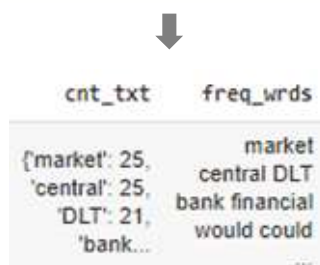 cnt_txt freq_wrds
{'market': 25,
'central': 25,
'DLT': 21,
'bank...
market
central DLT
bank financial
would could